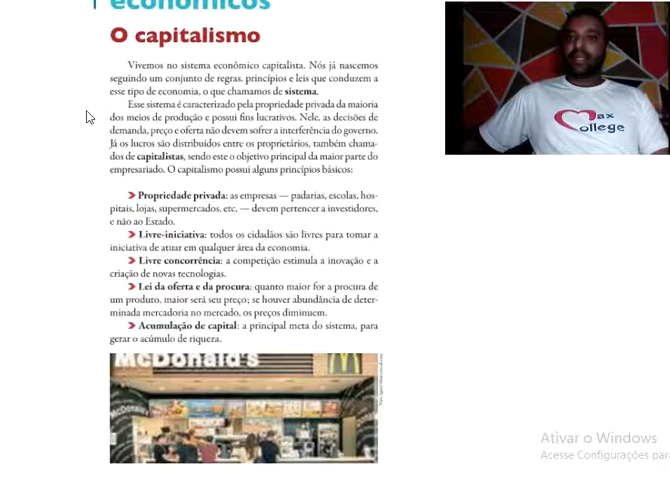 econômicos
O capitalismo
Vivemos no sistema econômico capitalista. Nós já nascemos
seguindo um conjunto de regras, princípios e leis que conduzem a
esse tipo de economia, o que chamamos de sistema.
Esse sistema é caracterizado pela propriedade privada da maioria
dos meios de produção e possui fins lucrativos. Nele, as decisões de
demanda, preço e oferta não devem sofrer a interferência do governo.
Já os lucros são distribuídos entre os proprietários, também chama-
dos de capitalistas, sendo este o objetivo principal da maior parte do
empresariado. O capitalismo possui alguns princípios básicos:
Propriedade privada: as empresas — padarias, escolas, hos-
pitais, lojas, supermercados, etc. — devem pertencer a investidores,
e não ao Estado.
Livre-iniciativa: todos os cidadãos são livres para tomar a
iniciativa de atuar em qualquer área da economia.
Livre concorrência: a competição estimula a inovação e a
criação de novas tecnologias.
Lei da oferta e da procura: quanto maior for a procura de
um produto, maior será seu preço; se houver abundância de deter-
minada mercadoria no mercado, os preços diminuem.
Acumulação de capital: a principal meta do sistema, para
gerar o acúmulo de riqueza.
McDonald's
McDonald's
Max
College
Ativar o Windows
Acesse Configurações par